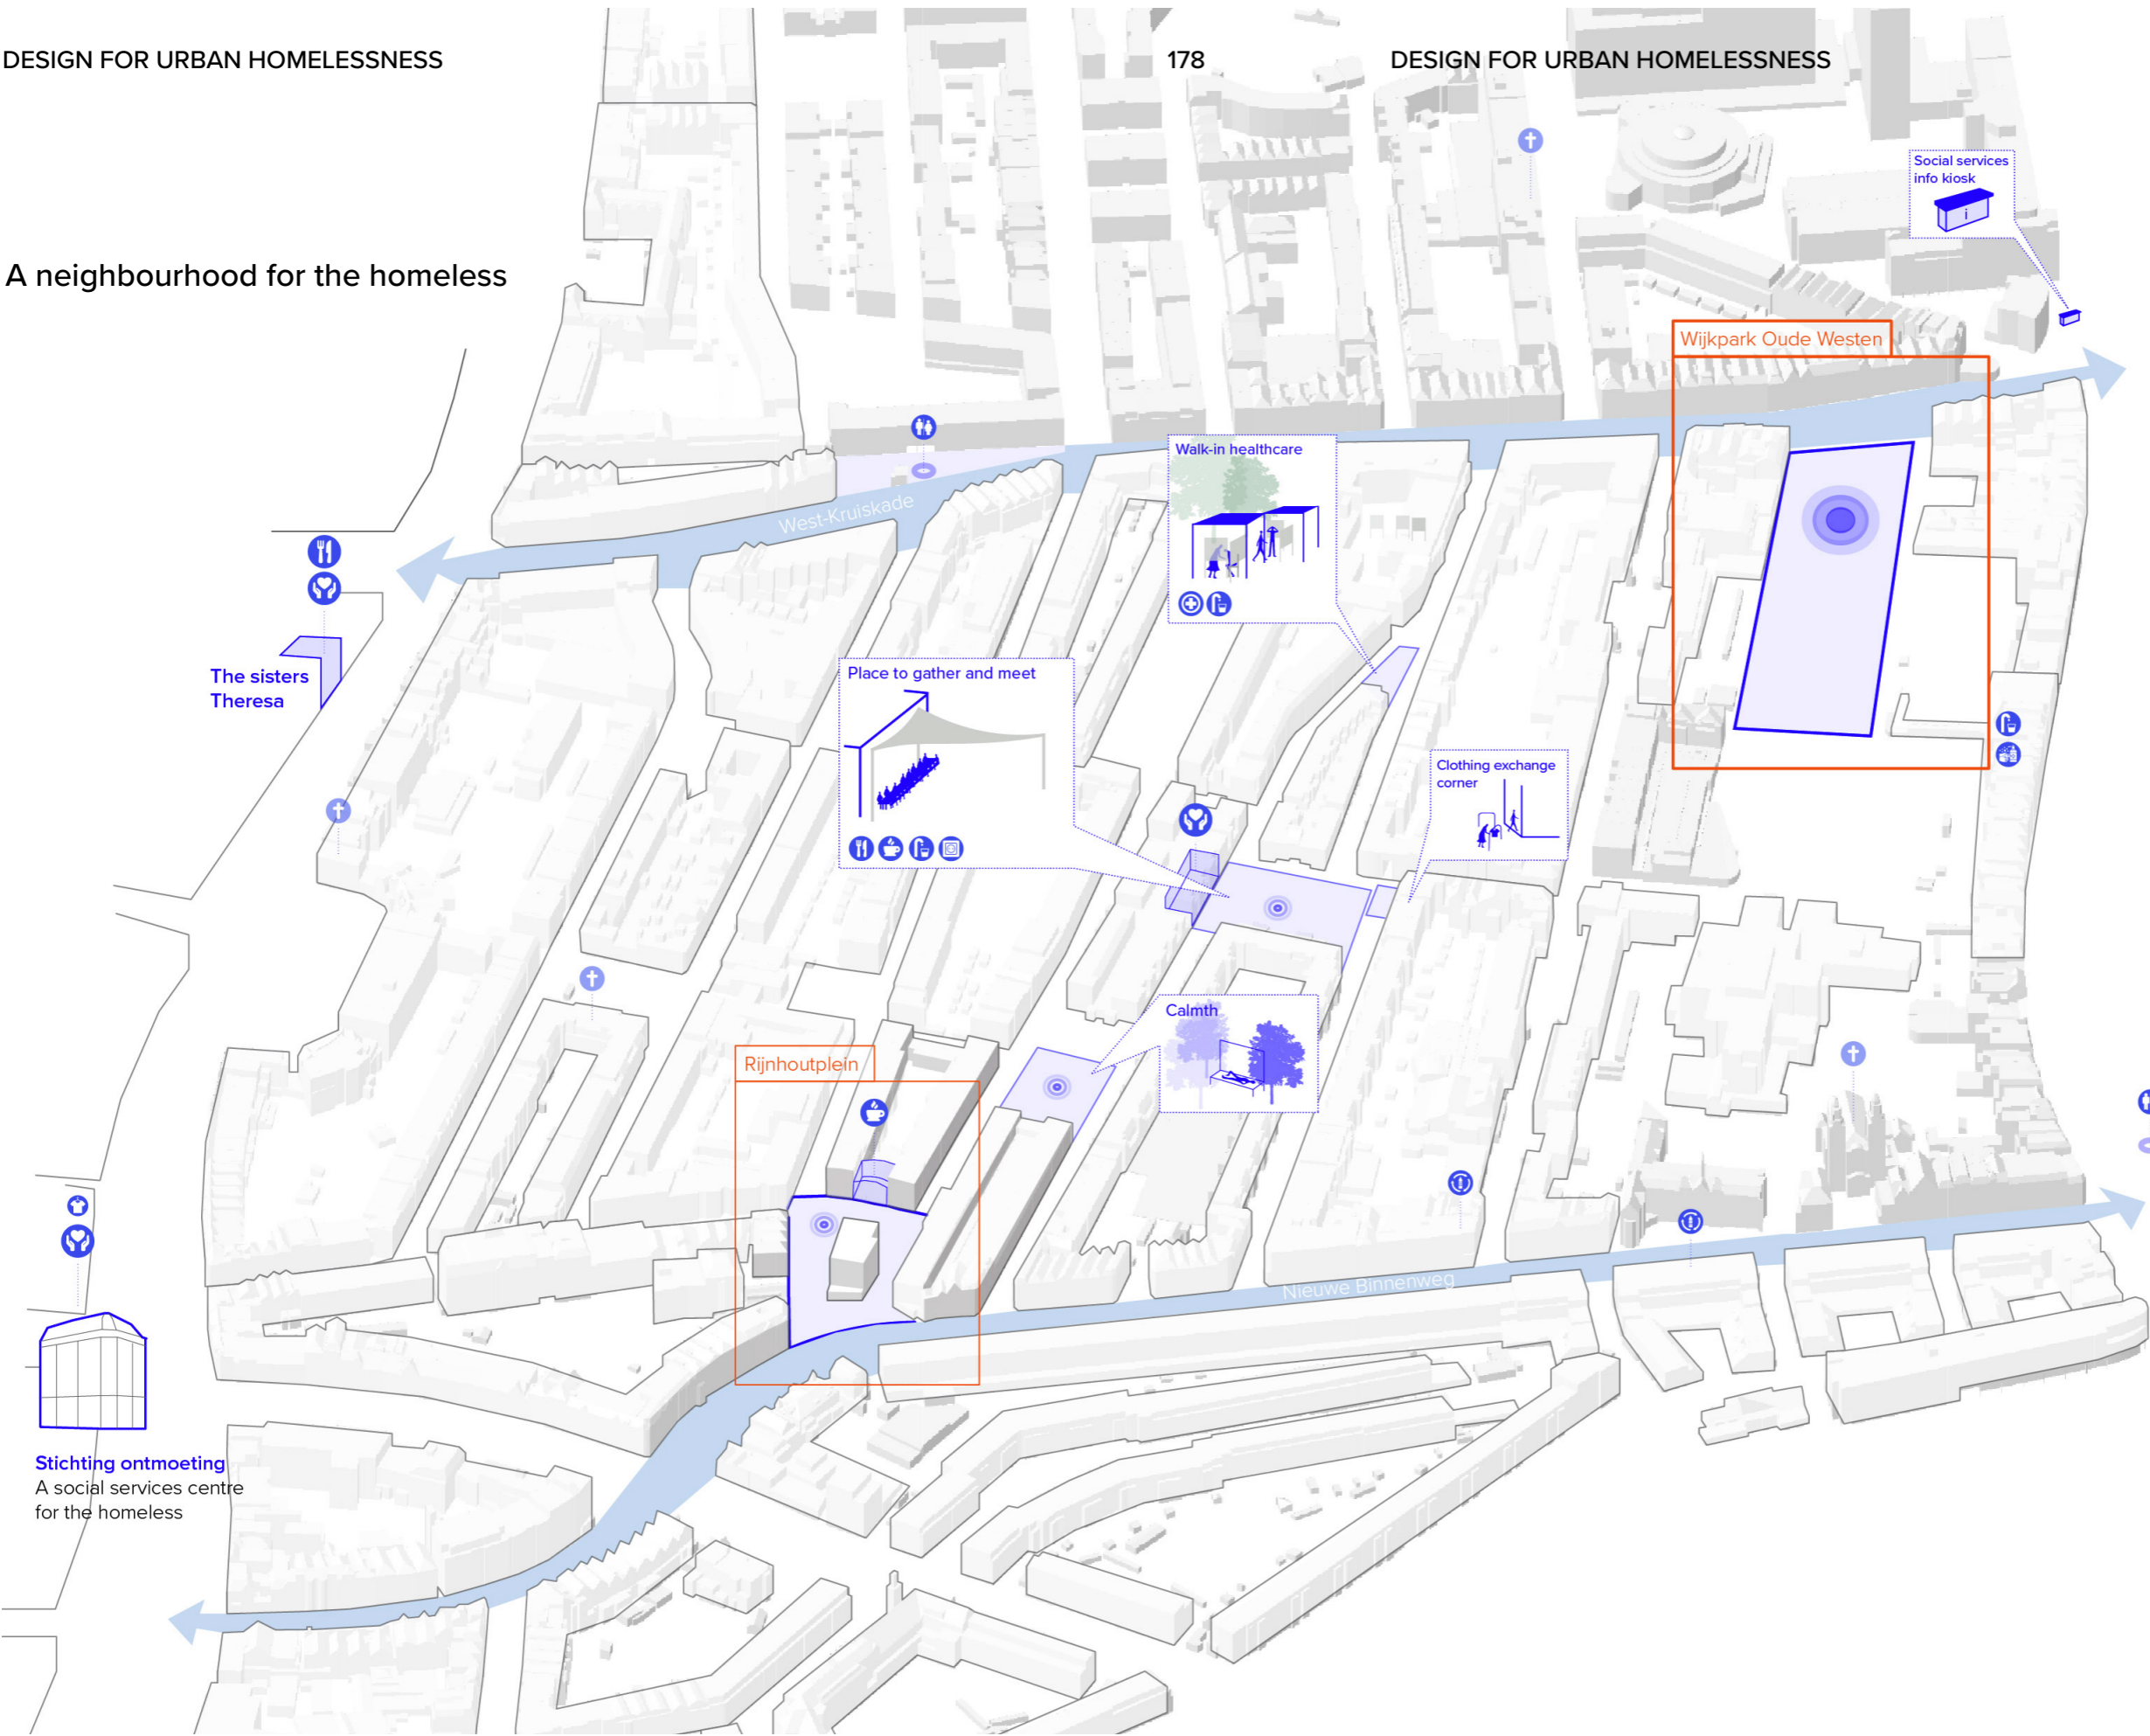 DESIGN FOR URBAN HOMELESSNESS
178
DESIGN FOR URBAN HOMELESSNESS
A neighbourhood for the homeless
Social services
info kiosk
i
Wijkpark Oude Westen
Walk-in healthcare
West-Kruiskade
The sisters
Theresa
Place to gather and meet
Clothing exchange
corner
Calmth
Rijnhoutplein
Nieuwe Binnenweg
Stichting ontmoeting
A social services centre
for the homeless